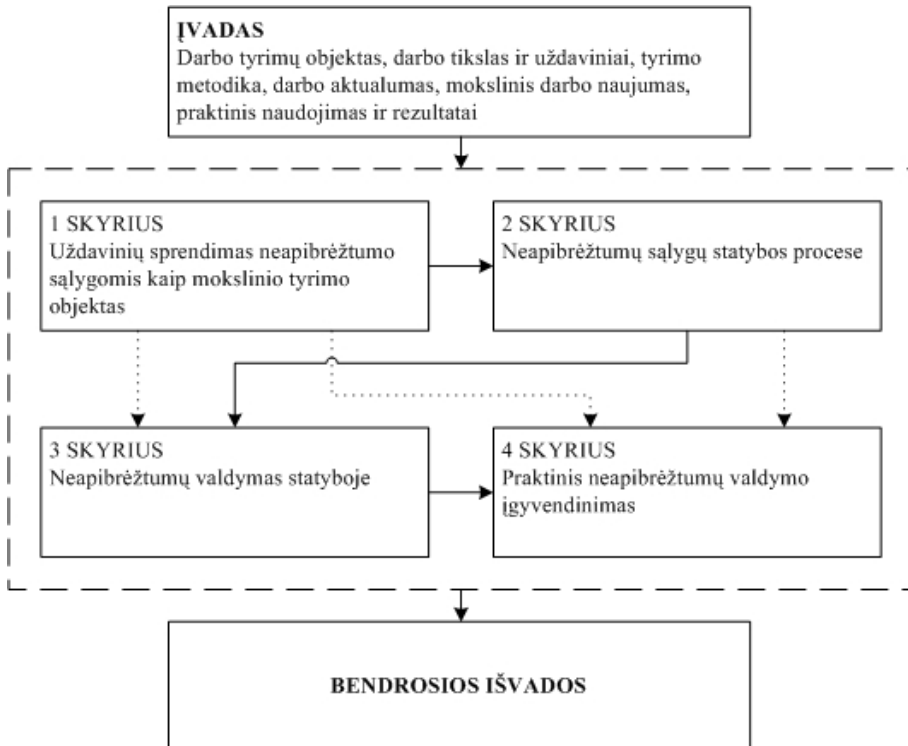 ĮVADAS
Darbo tyrimų objektas, darbo tikslas ir uždaviniai, tyrimo
metodika, darbo aktualumas, mokslinis darbo naujumas,
praktinis naudojimas ir rezultatai
1 SKYRIUS
Uždavinių sprendimas neapibrėžtumo
sąlygomis kaip mokslinio tyrimo
objektas
2 SKYRIUS
Neapibrėžtumų sąlygų statybos procese
3 SKYRIUS
Neapibrėžtumų valdymas statyboje
4 SKYRIUS
Praktinis neapibrėžtumų valdymo
įgyvendinimas
BENDROSIOS IŠVADOS